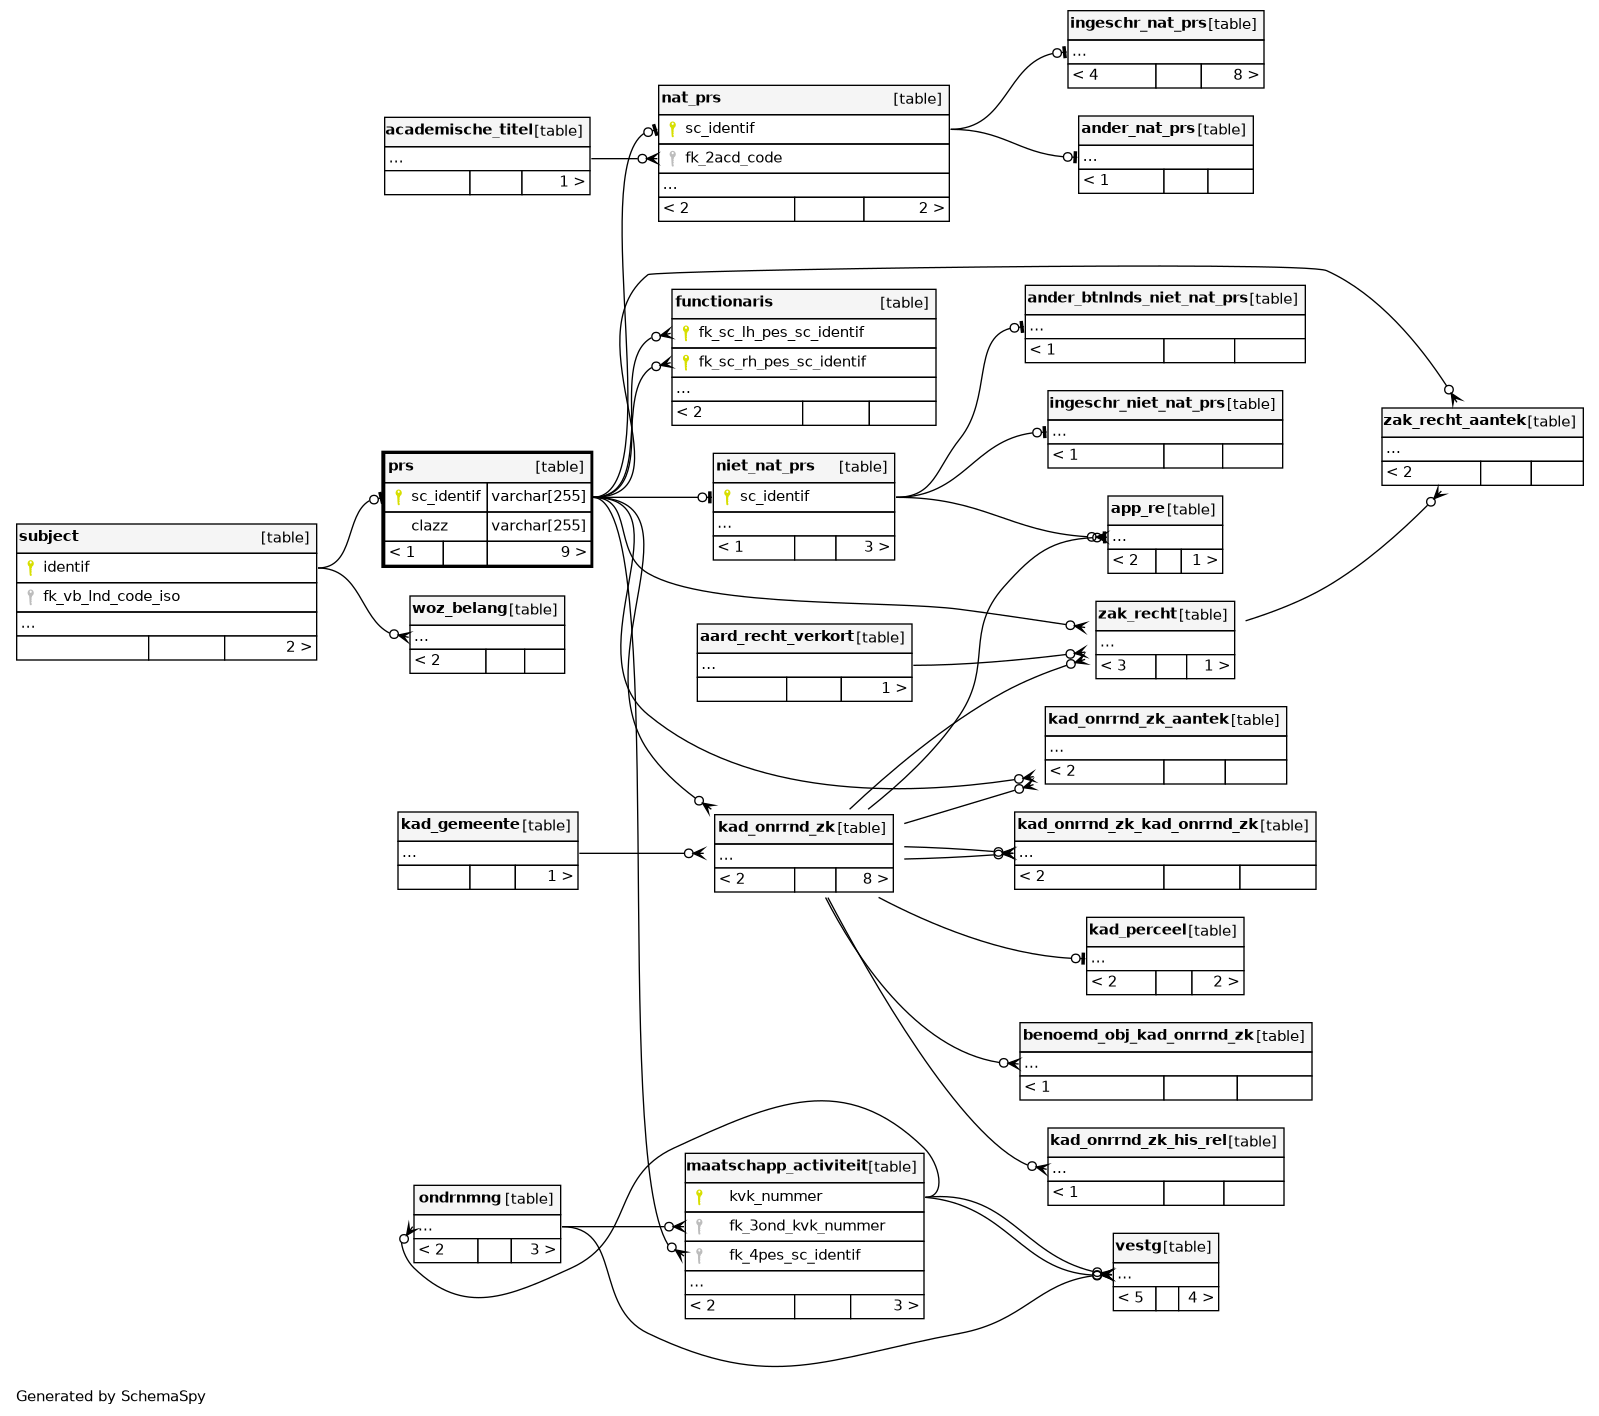 ingeschr_nat_prs [table]
...
< 4 8 >
nat_prs [table]
sc_identif
fk_2acd_code
...
< 2 2 >
academische_titel [table]
...
1 >
ander_nat_prs [table]
...
< 1
functionaris [table]
fk_sc_lh_pes_sc_identif
fk_sc_rh_pes_sc_identif
...
< 2
ander_btnlnds_niet_nat_prs [table]
...
< 1
ingeschr_niet_nat_prs [table]
...
< 1
zak_recht_aantek [table]
...
< 2
prs [table]
sc_identif varchar[255]
clazz varchar[255]
< 1 9 >
niet_nat_prs [table]
sc_identif
...
< 1 3 >
app_re [table]
...
< 2 1 >
subject [table]
identif
fk_vb_lnd_code_iso
...
2 >
woz_belang [table]
...
< 2
zak_recht [table]
...
< 3 1 >
aard_recht_verkort [table]
...
1 >
kad_onrrnd_zk_aantek [table]
...
< 2
kad_gemeente [table]
...
1 >
kad_onrrnd_zk [table]
...
< 2 8 >
kad_onrrnd_zk_kad_onrrnd_zk [table]
...
< 2
kad_perceel [table]
...
< 2 2 >
benoemd_obj_kad_onrrnd_zk [table]
...
< 1
kad_onrrnd_zk_his_rel [table]
...
< 1
ondrnmng [table]
...
< 2 3 >
maatschapp_activiteit [table]
kvk_nummer
fk_3ond_kvk_nummer
fk_4pes_sc_identif
...
< 2 3 >
vestg [table]
...
< 5 4 >
Generated by SchemaSpy